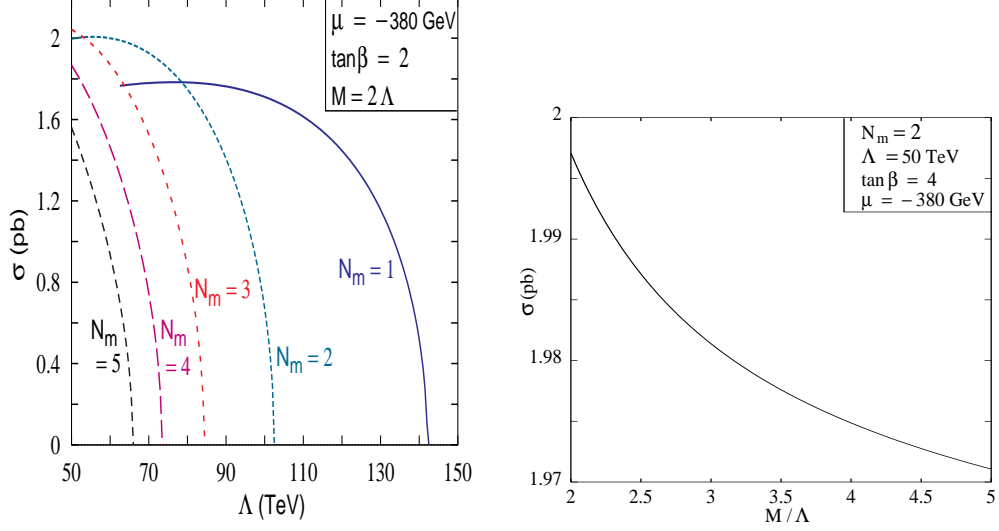 μ = −380 GeV
tanβ = 2
M = 2Λ
2
1.6
1.2
0.8
0.4
0
σ (pb)
N_m = 1
N_m = 3
N_m = 2
N_m
= 5
N_m
= 4
50
70
90
110
130
150
Λ (TeV)
N_m = 2
Λ = 50 TeV
tan β = 4
μ = −380 GeV
2
1.99
1.98
1.97
σ (pb)
2
2.5
3
3.5
4
4.5
5
M / Λ